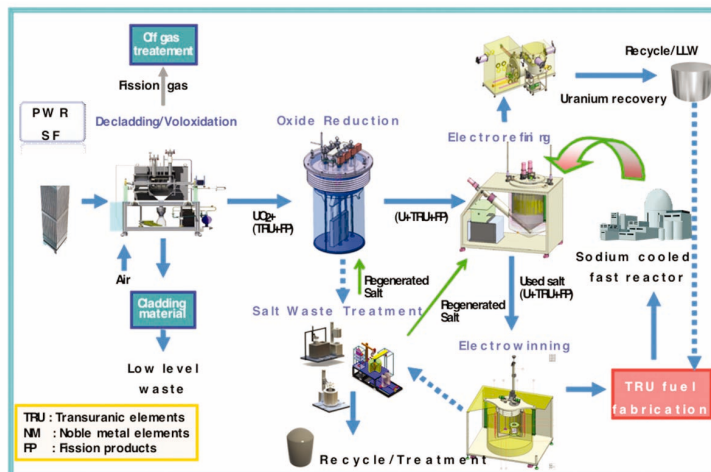 Off gas
treatement
Fission gas
PWR
SF
Decladding/Voloxidation
Air
Cladding
material
Low level
waste
Oxide Reduction
UO2+
(TRU+FP)
(U+TRU+FP)
Regenerated
Salt
Salt Waste Treatment
Regenerated
Salt
Recycle/Treatment
Electrorefining
Recycle/LLW
Uranium recovery
Used salt
(U+TRU+FP)
Electrowinning
Sodium cooled
fast reactor
TRU fuel
fabrication
TRU : Transuranic elements
NM : Noble metal elements
FP : Fission products